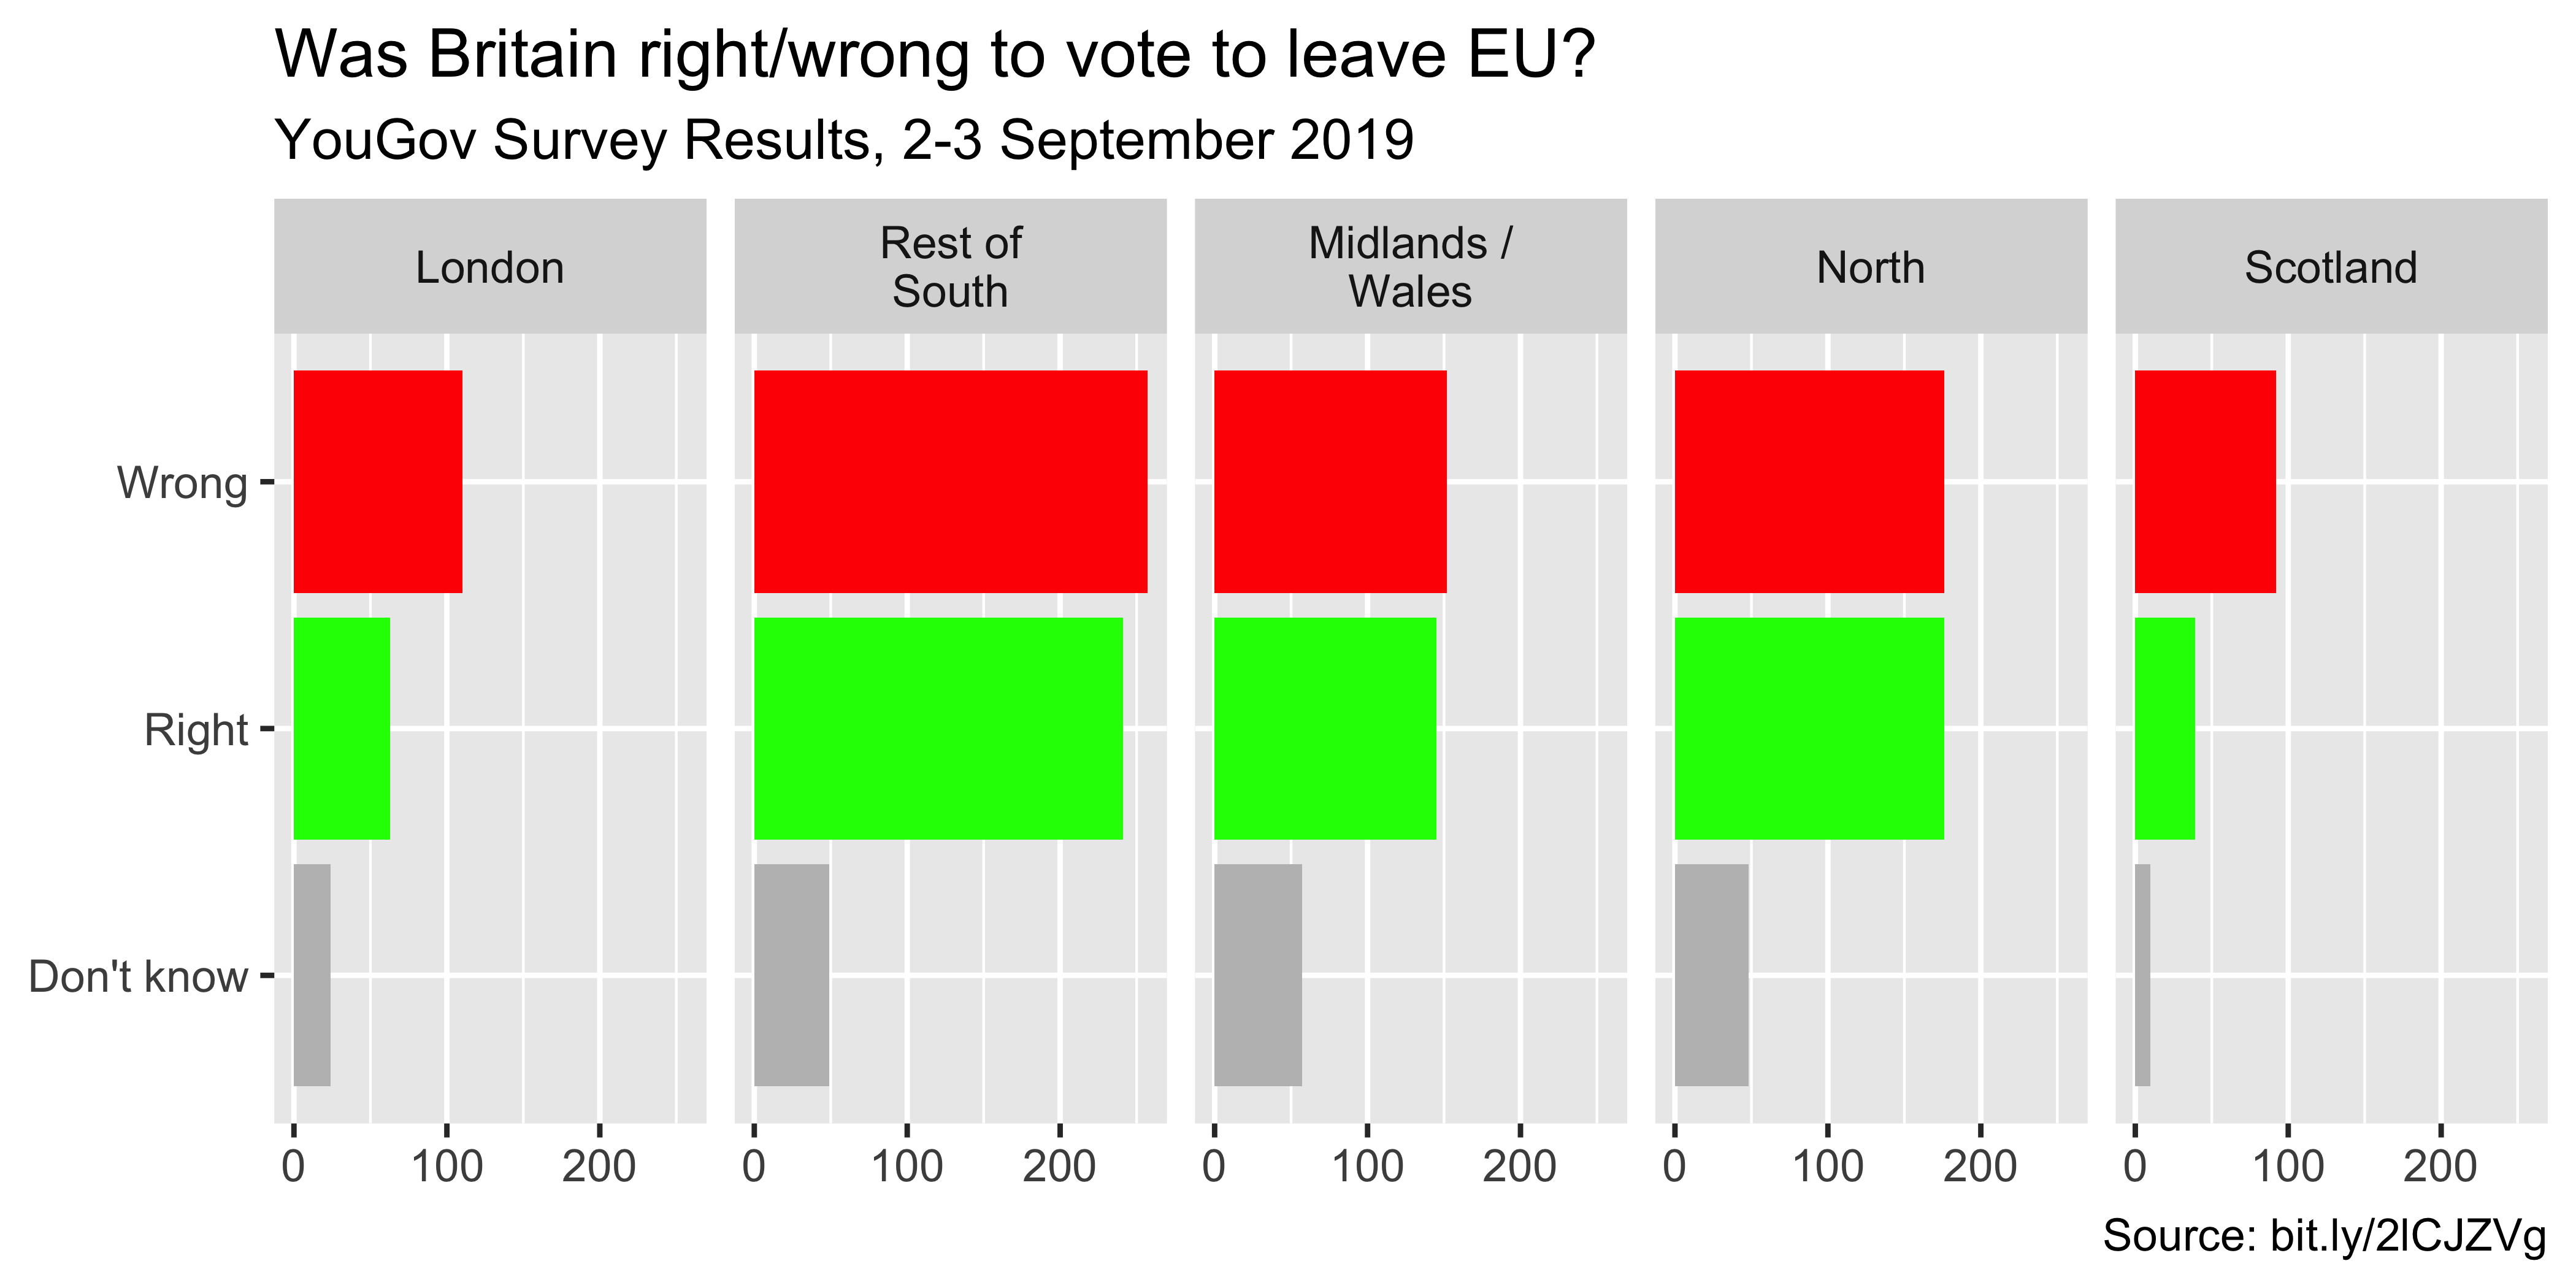 Was Britain right/wrong to vote to leave EU?
YouGov Survey Results, 2-3 September 2019
London
Rest of
South
Midlands /
Wales
North
Scotland
Wrong
Right
Don't know
0 100 200
0 100 200
0 100 200
0 100 200
0 100 200
Source: bit.ly/2lCJZVg